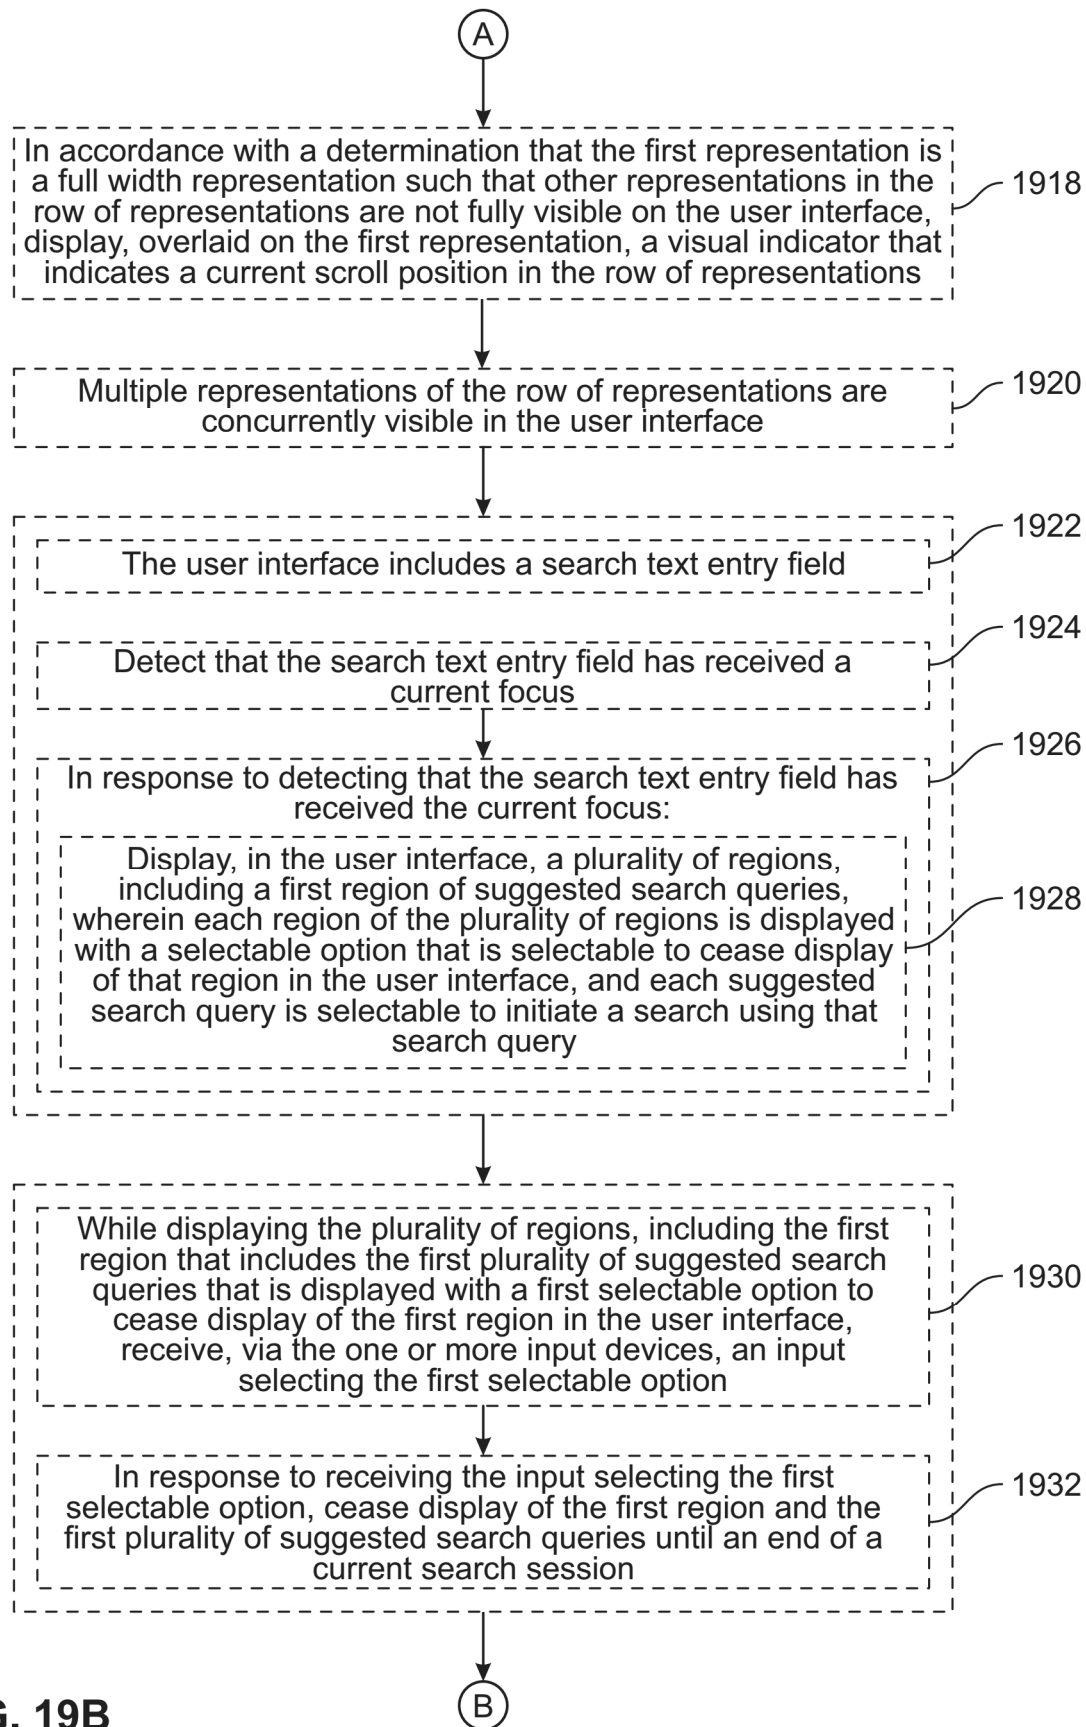 A
In accordance with a determination that the first representation is
a full width representation such that other representations in the
row of representations are not fully visible on the user interface,
display, overlaid on the first representation, a visual indicator that
indicates a current scroll position in the row of representations
1918
Multiple representations of the row of representations are
concurrently visible in the user interface
1920
The user interface includes a search text entry field
1922
Detect that the search text entry field has received a
current focus
1924
In response to detecting that the search text entry field has
received the current focus:
1926
Display, in the user interface, a plurality of regions,
including a first region of suggested search queries,
wherein each region of the plurality of regions is displayed
with a selectable option that is selectable to cease display
of that region in the user interface, and each suggested
search query is selectable to initiate a search using that
search query
1928
While displaying the plurality of regions, including the first
region that includes the first plurality of suggested search
queries that is displayed with a first selectable option to
cease display of the first region in the user interface,
receive, via the one or more input devices, an input
selecting the first selectable option
1930
In response to receiving the input selecting the first
selectable option, cease display of the first region and the
first plurality of suggested search queries until an end of a
current search session
1932
B
G. 19B